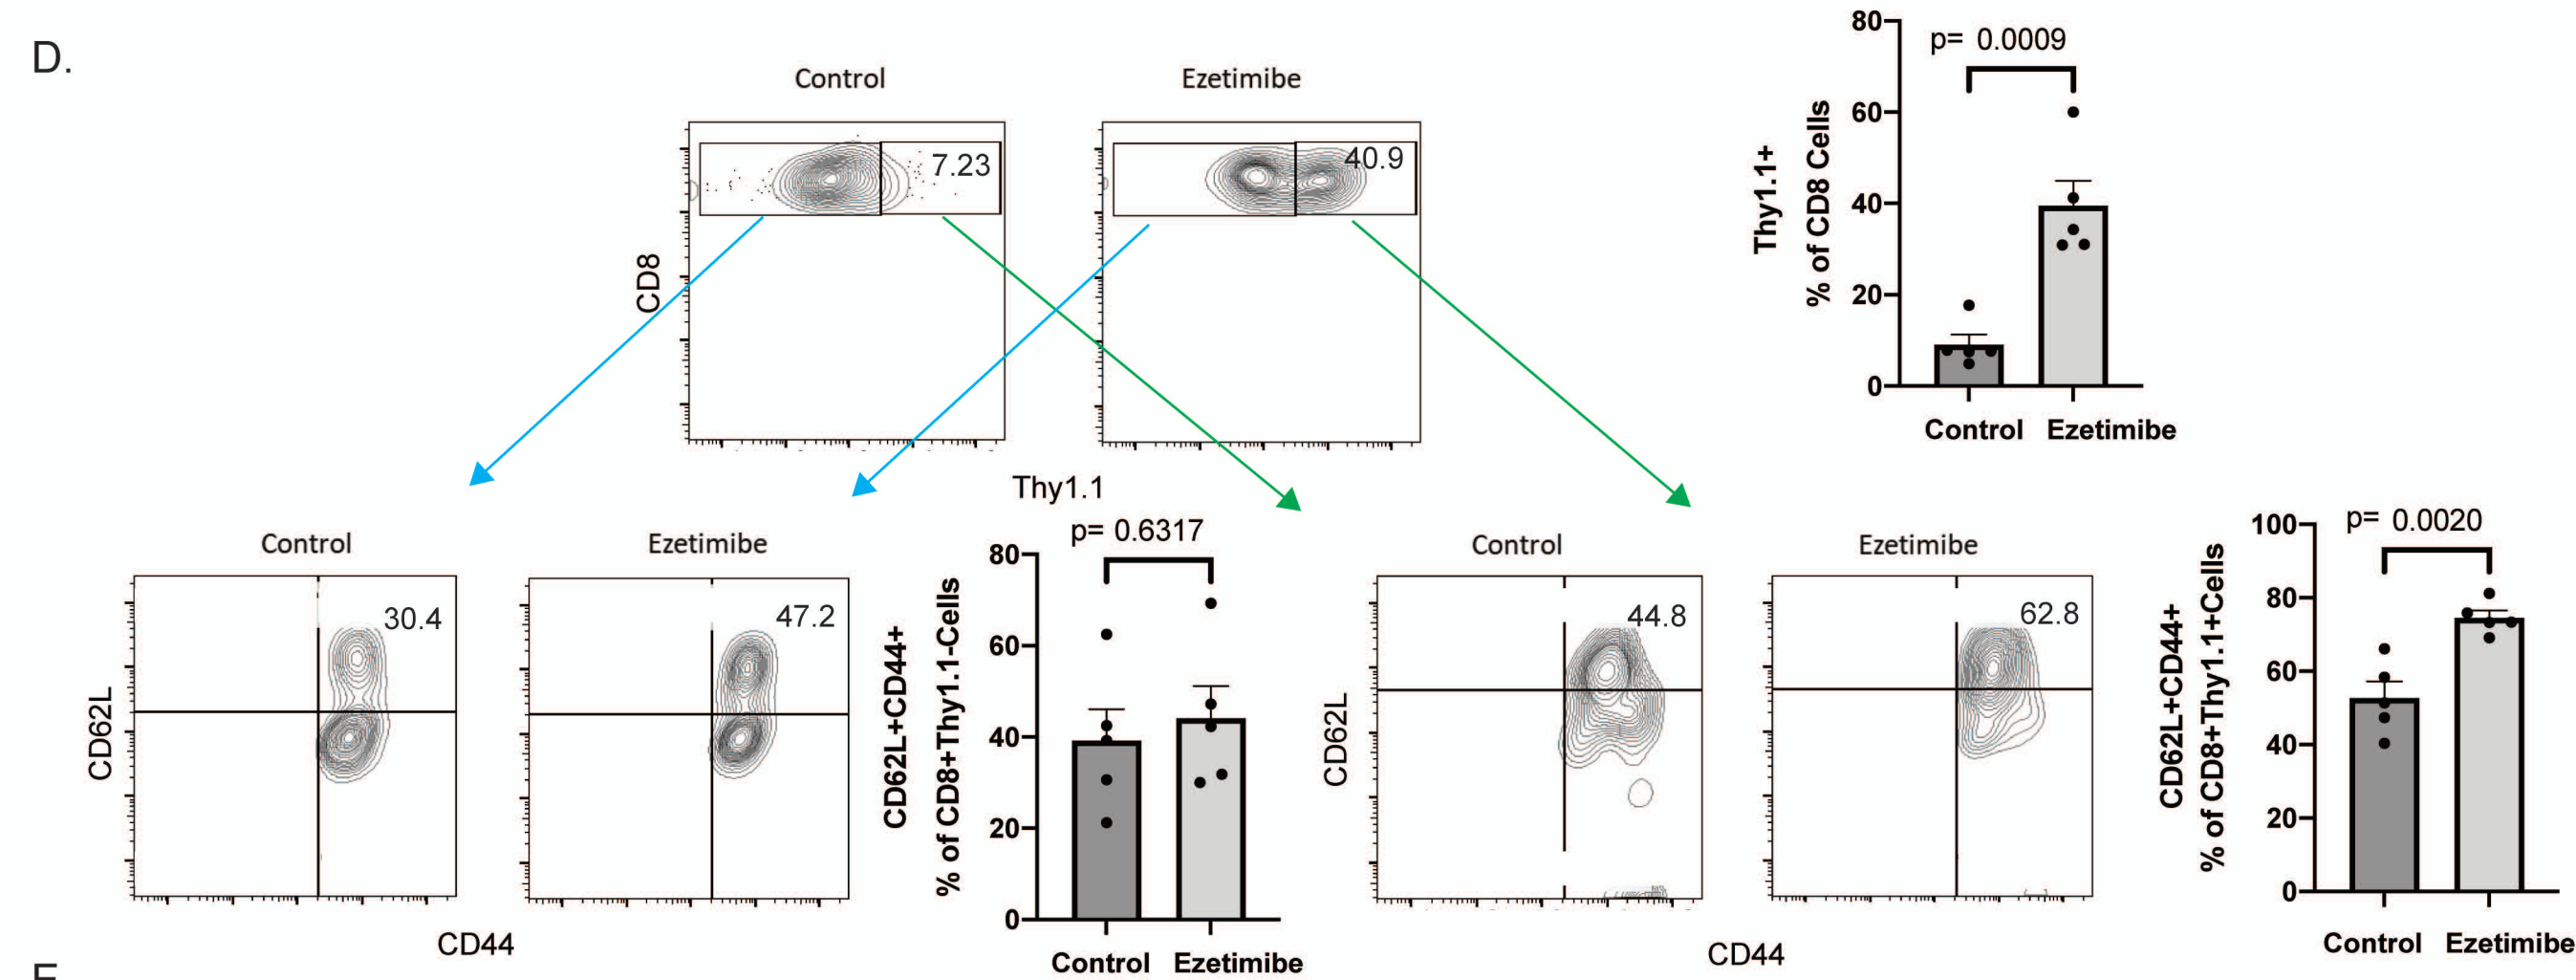 D.
Control
Ezetimibe
7.23
40.9
CD8
Thy1.1
p= 0.0009
Thy1.1+
% of CD8 Cells
80
60
40
20
0
Control Ezetimibe
Control
Ezetimibe
30.4
47.2
CD62L
CD44
p= 0.6317
CD62L+CD44+
% of CD8+Thy1.1-Cells
80
60
40
20
0
Control Ezetimibe
Control
Ezetimibe
44.8
62.8
CD62L
CD44
p= 0.0020
CD62L+CD44+
% of CD8+Thy1.1+Cells
100
80
60
40
20
0
Control Ezetimibe